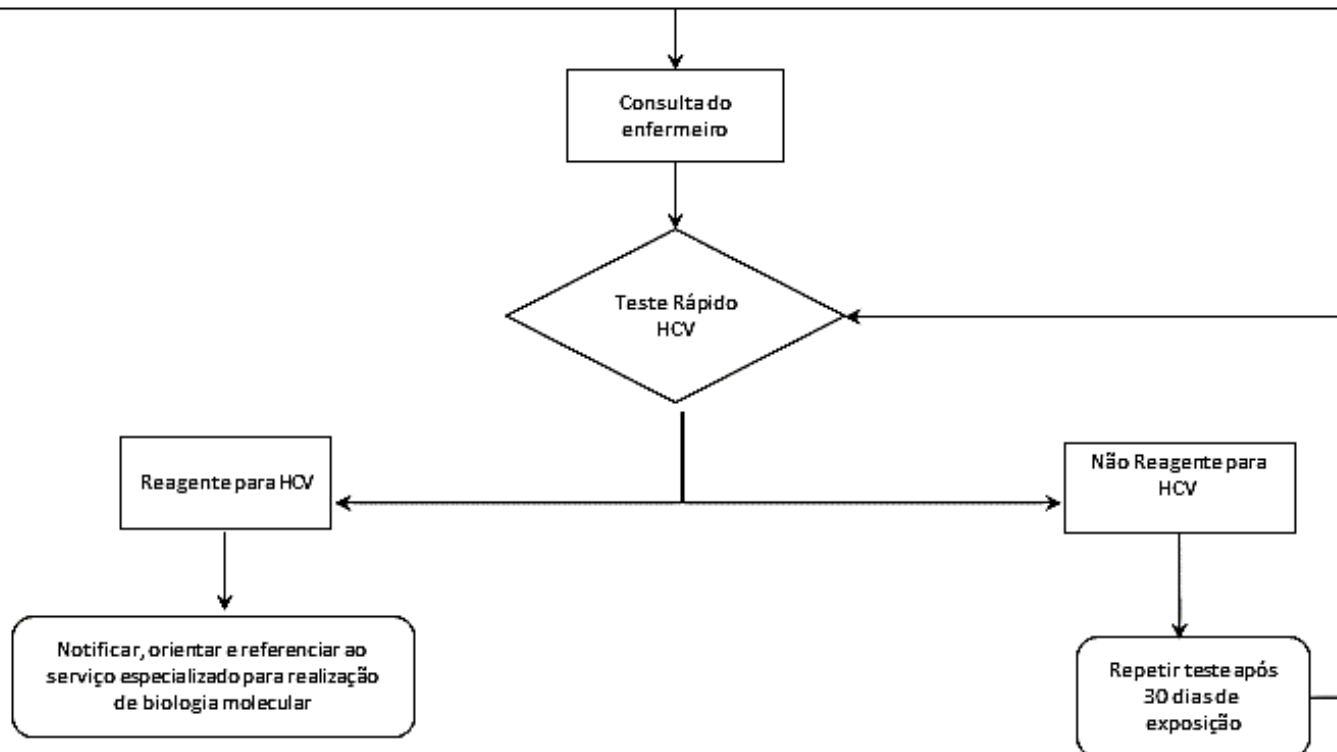 Consulta do
enfermeiro
Teste Rápido
HCV
Reagente para HCV
Não Reagente para
HCV
Notificar, orientar e referenciar ao
serviço especializado para realização
de biologia molecular
Repetir teste após
30 dias de
exposição